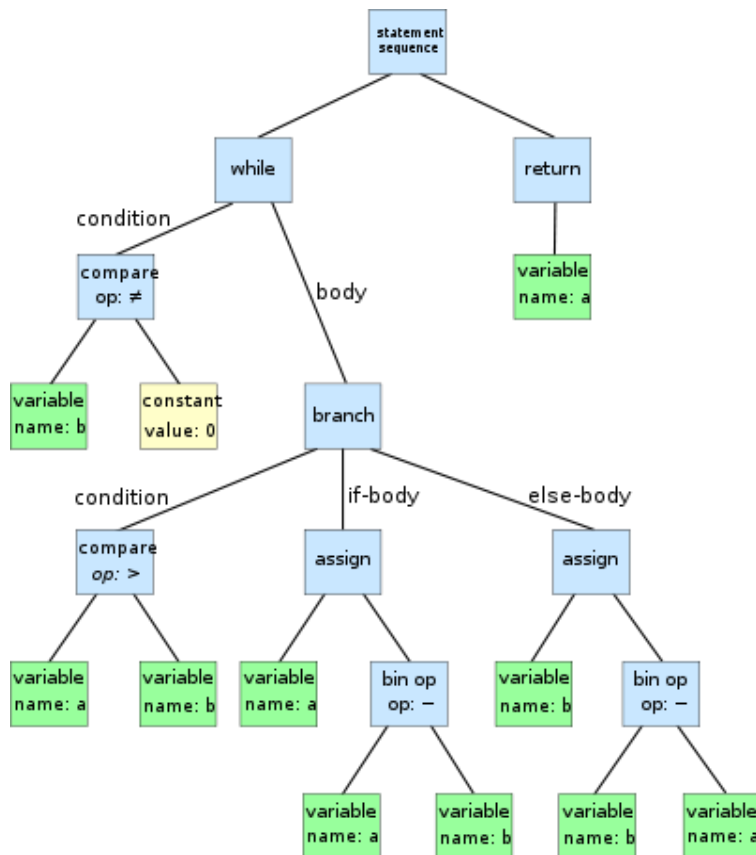 statement
sequence
while
return
condition
body
compare
op: ≠
variable
name: a
variable
name: b
constant
value: 0
branch
condition
if-body
else-body
compare
op: >
assign
assign
variable
name: a
variable
name: b
variable
name: a
bin op
op: −
variable
name: b
bin op
op: −
variable
name: a
variable
name: b
variable
name: b
variable
name: a